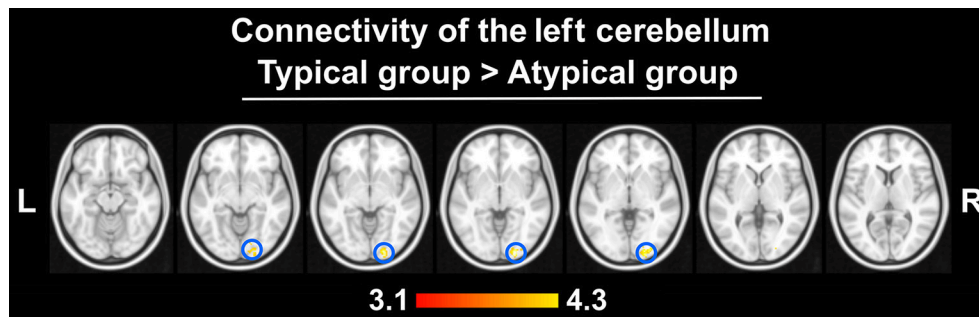 Connectivity of the left cerebellum
Typical group > Atypical group
L
R
3.1 4.3